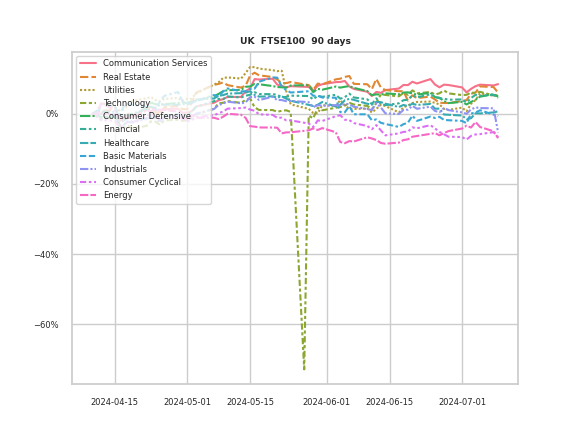 UK FTSE100 90 days
Communication Services
Real Estate
Utilities
Technology
Consumer Defensive
Financial
Healthcare
Basic Materials
Industrials
Consumer Cyclical
Energy
0%
−20%
−40%
−60%
2024-04-15
2024-05-01
2024-05-15
2024-06-01
2024-06-15
2024-07-01